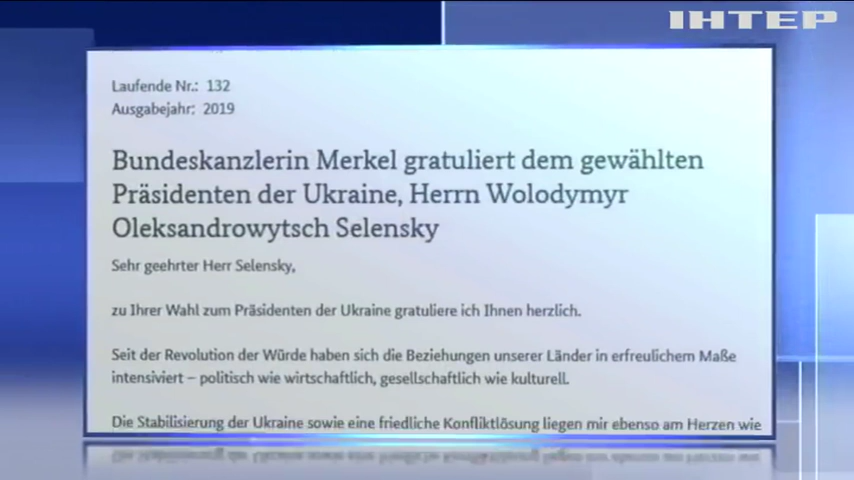 ІНТЕР
Laufende Nr.: 132
Ausgabejahr: 2019
Bundeskanzlerin Merkel gratuliert dem gewählten
Präsidenten der Ukraine, Herrn Wolodymyr
Oleksandrowytsch Selensky
Sehr geehrter Herr Selensky,
zu Ihrer Wahl zum Präsidenten der Ukraine gratuliere ich Ihnen herzlich.
Seit der Revolution der Würde haben sich die Beziehungen unserer Länder in erfreulichem Maße
intensiviert – politisch wie wirtschaftlich, gesellschaftlich wie kulturell.
Die Stabilisierung der Ukraine sowie eine friedliche Konfliktlösung liegen mir ebenso am Herzen wie